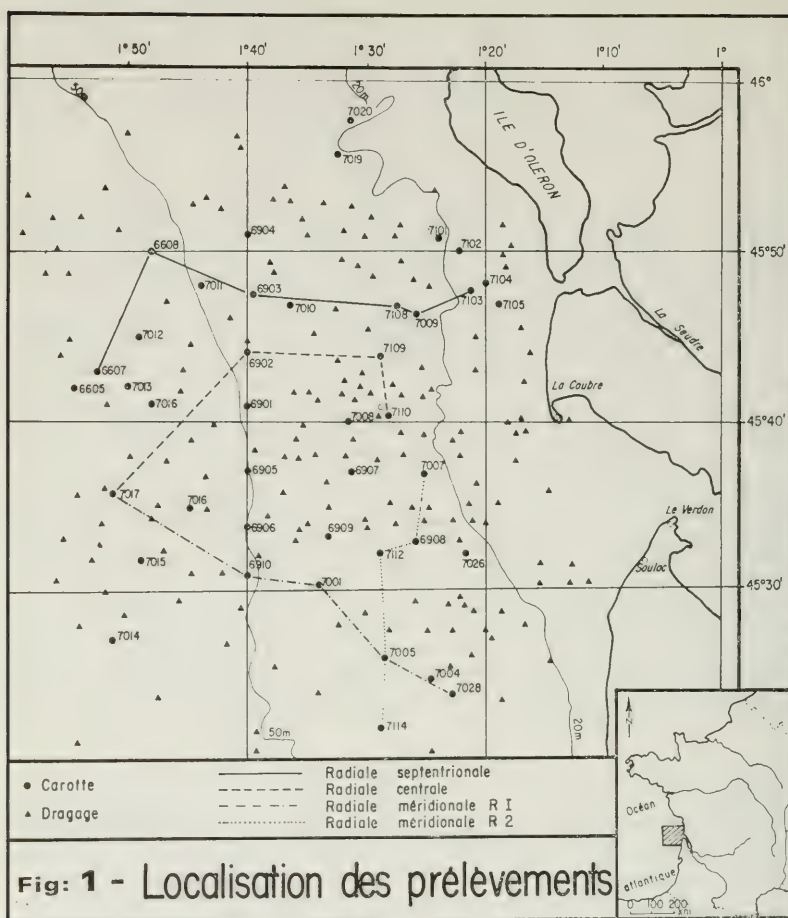 1°50' 1°40' 1°30' 1°20' 1°10' 0°
46°
20m
7020
ILE D'OLERON
7019
6904
7101
7102
45°50'
6608
7011
6903
7010
7108
7009
7103
7104
7105
La Seudre
7012
6902
7109
6607
6605
7013
7016
6901
7008
7110
La Coubre
45°40'
6905
6907
7007
7017
7016
6906
6909
6908
Le Verdon
7112
7026
Soulac
7015
6910
7001
45°30'
7014
7005
7004
7028
7114
50m
20m
N
● Carotte
▲ Dragage
Radiale septentrionale
Radiale centrale
Radiale méridionale R I
Radiale méridionale R 2
Océan
atlantique
0 100 200
Fig: 1 - Localisation des prélèvements